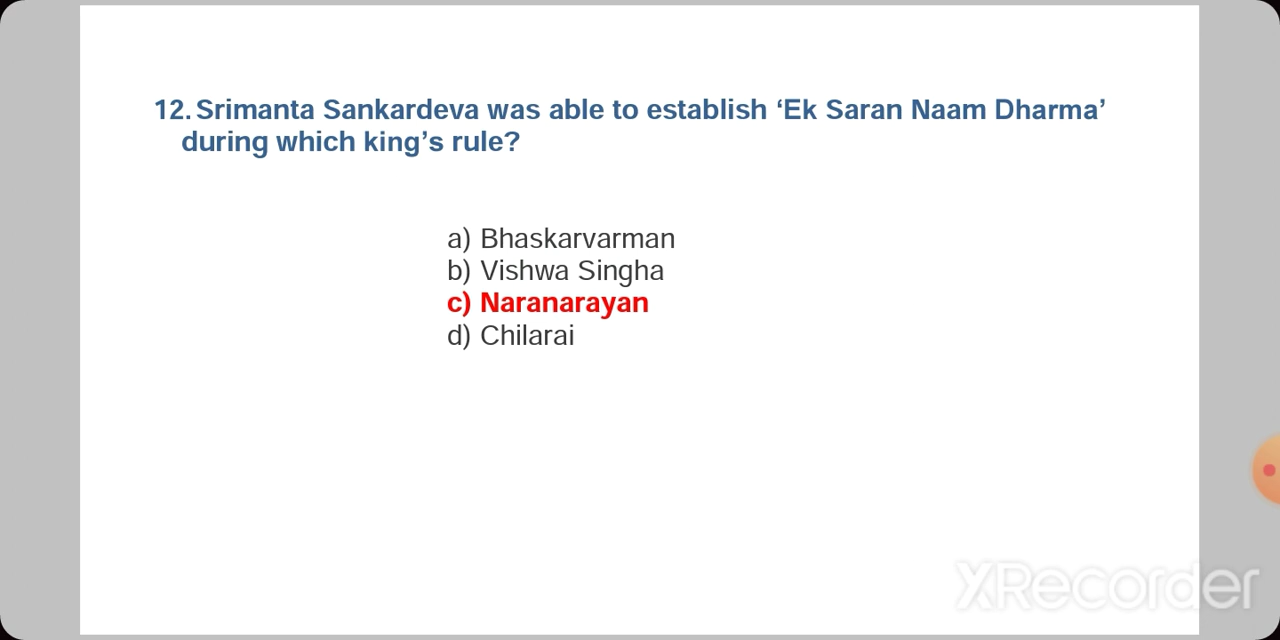 12. Srimanta Sankardeva was able to establish ‘Ek Saran Naam Dharma’
during which king’s rule?
a) Bhaskarvarman
b) Vishwa Singha
c) Naranarayan
d) Chilarai
XRecorder